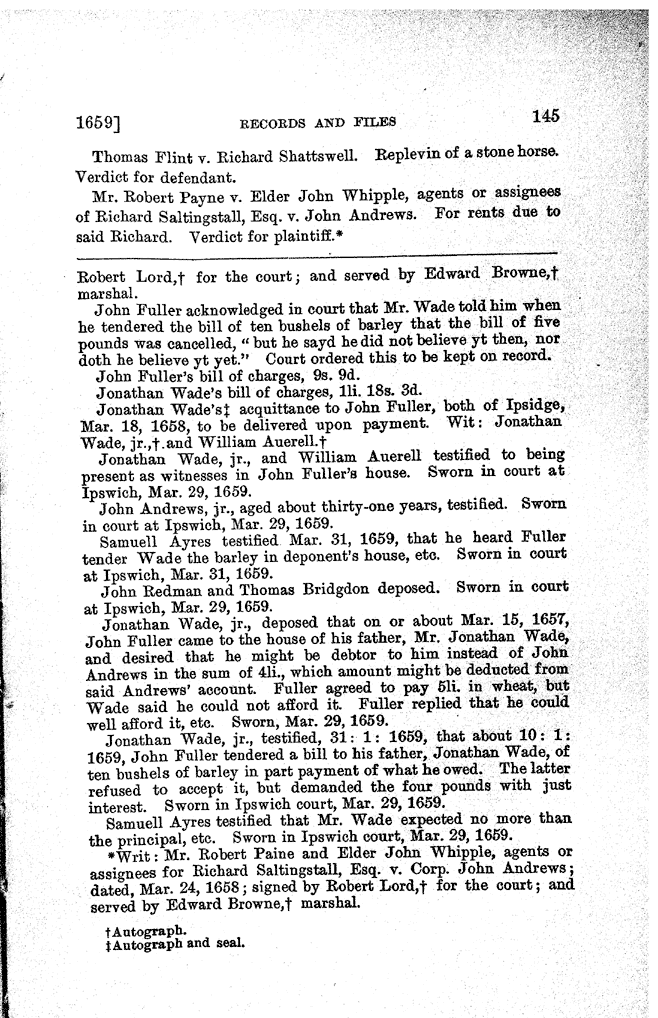 1659] RECORDS AND FILES 145
Thomas Flint v. Richard Shattswell. Replevin of a stone horse.
Verdict for defendant.
Mr. Robert Payne v. Elder John Whipple, agents or assignees
of Richard Saltingstall, Esq. v. John Andrews. For rents due to
said Richard. Verdict for plaintiff.*
Robert Lord,† for the court; and served by Edward Browne,†
marshal.
John Fuller acknowledged in court that Mr. Wade told him when
he tendered the bill of ten bushels of barley that the bill of five
pounds was cancelled, "but he sayd he did not believe yt then, nor
doth he believe yt yet." Court ordered this to be kept on record.
John Fuller's bill of charges, 9s. 9d.
Jonathan Wade's bill of charges, 1li. 18s. 3d.
Jonathan Wade's‡ acquittance to John Fuller, both of Ipsidge,
Mar. 18, 1658, to be delivered upon payment. Wit: Jonathan
Wade, jr.,† and William Auerell.†
Jonathan Wade, jr., and William Auerell testified to being
present as witnesses in John Fuller's house. Sworn in court at
Ipswich, Mar. 29, 1659.
John Andrews, jr., aged about thirty-one years, testified. Sworn
in court at Ipswich, Mar. 29, 1659.
Samuell Ayres testified Mar. 31, 1659, that he heard Fuller
tender Wade the barley in deponent's house, etc. Sworn in court
at Ipswich, Mar. 31, 1659.
John Redman and Thomas Bridgdon deposed. Sworn in court
at Ipswich, Mar. 29, 1659.
Jonathan Wade, jr., deposed that on or about Mar. 15, 1657,
John Fuller came to the house of his father, Mr. Jonathan Wade,
and desired that he might be debtor to him instead of John
Andrews in the sum of 4li., which amount might be deducted from
said Andrews' account. Fuller agreed to pay 5li. in wheat, but
Wade said he could not afford it. Fuller replied that he could
well afford it, etc. Sworn, Mar. 29, 1659.
Jonathan Wade, jr., testified, 31: 1: 1659, that about 10: 1:
1659, John Fuller tendered a bill to his father, Jonathan Wade, of
ten bushels of barley in part payment of what he owed. The latter
refused to accept it, but demanded the four pounds with just
interest. Sworn in Ipswich court, Mar. 29, 1659.
Samuell Ayres testified that Mr. Wade expected no more than
the principal, etc. Sworn in Ipswich court, Mar. 29, 1659.
*Writ: Mr. Robert Paine and Elder John Whipple, agents or
assignees for Richard Saltingstall, Esq. v. Corp. John Andrews;
dated, Mar. 24, 1658; signed by Robert Lord,† for the court; and
served by Edward Browne,† marshal.
†Autograph.
‡Autograph and seal.